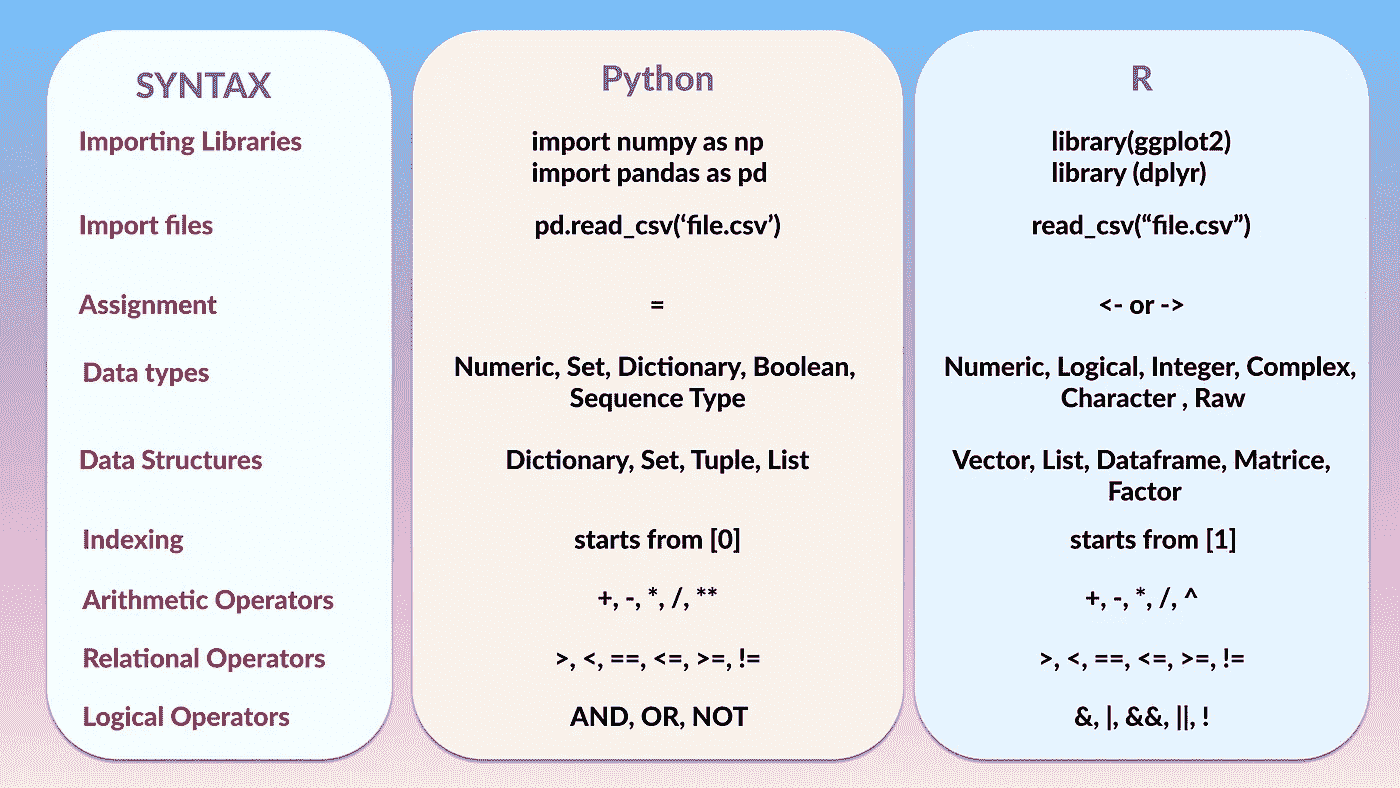 SYNTAX
Python
R
Importing Libraries
import numpy as np
import pandas as pd
library(ggplot2)
library (dplyr)
Import files
pd.read_csv(‘file.csv’)
read_csv(“file.csv”)
Assignment
=
<- or ->
Data types
Numeric, Set, Dictionary, Boolean,
Sequence Type
Numeric, Logical, Integer, Complex,
Character , Raw
Data Structures
Dictionary, Set, Tuple, List
Vector, List, Dataframe, Matrice,
Factor
Indexing
starts from [0]
starts from [1]
Arithmetic Operators
+, -, *, /, **
+, -, *, /, ^
Relational Operators
>, <, ==, <=, >=, !=
>, <, ==, <=, >=, !=
Logical Operators
AND, OR, NOT
&, |, &&, ||, !